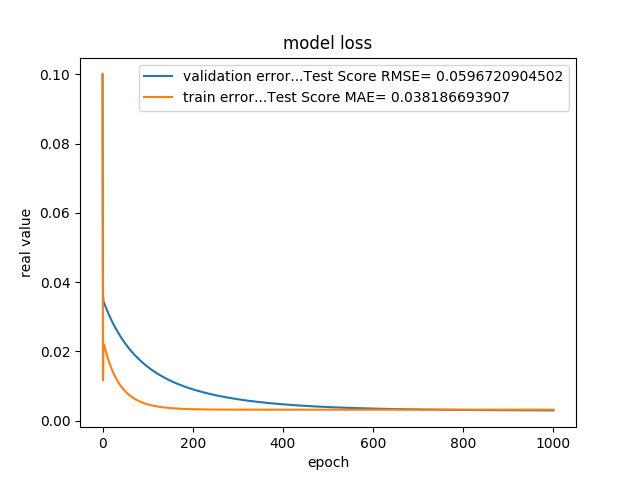 model loss
validation error...Test Score RMSE= 0.0596720904502
train error...Test Score MAE= 0.038186693907
0.10
0.08
0.06
0.04
0.02
0.00
real value
0 200 400 600 800 1000
epoch